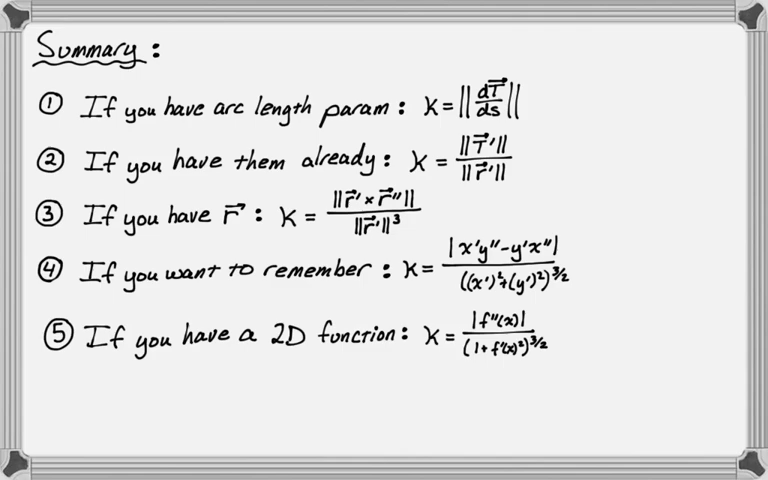 Summary :
① If you have arc length param : K = ||dT⃗/ds||
② If you have them already : K = ||T⃗'||/||r⃗'||
③ If you have r⃗ : K = ||r⃗' × r⃗''||/||r⃗'||³
④ If you want to remember : K = |x'y'' - y'x''|/((x')² + (y')²)^3/2
⑤ If you have a 2D function : K = |f''(x)|/(1 + f'(x)²)^3/2